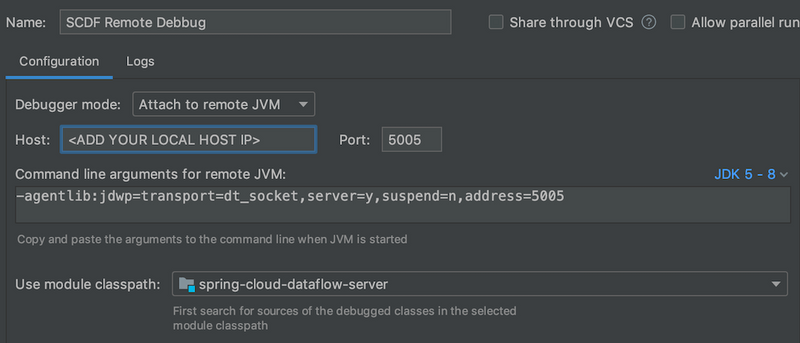 Name: SCDF Remote Debbug Share through VCS ? Allow parallel run
Configuration Logs
Debugger mode: Attach to remote JVM
Host: <ADD YOUR LOCAL HOST IP> Port: 5005
Command line arguments for remote JVM: JDK 5 - 8
-agentlib:jdwp=transport=dt_socket,server=y,suspend=n,address=5005
Copy and paste the arguments to the command line when JVM is started
Use module classpath: spring-cloud-dataflow-server
First search for sources of the debugged classes in the selected
module classpath